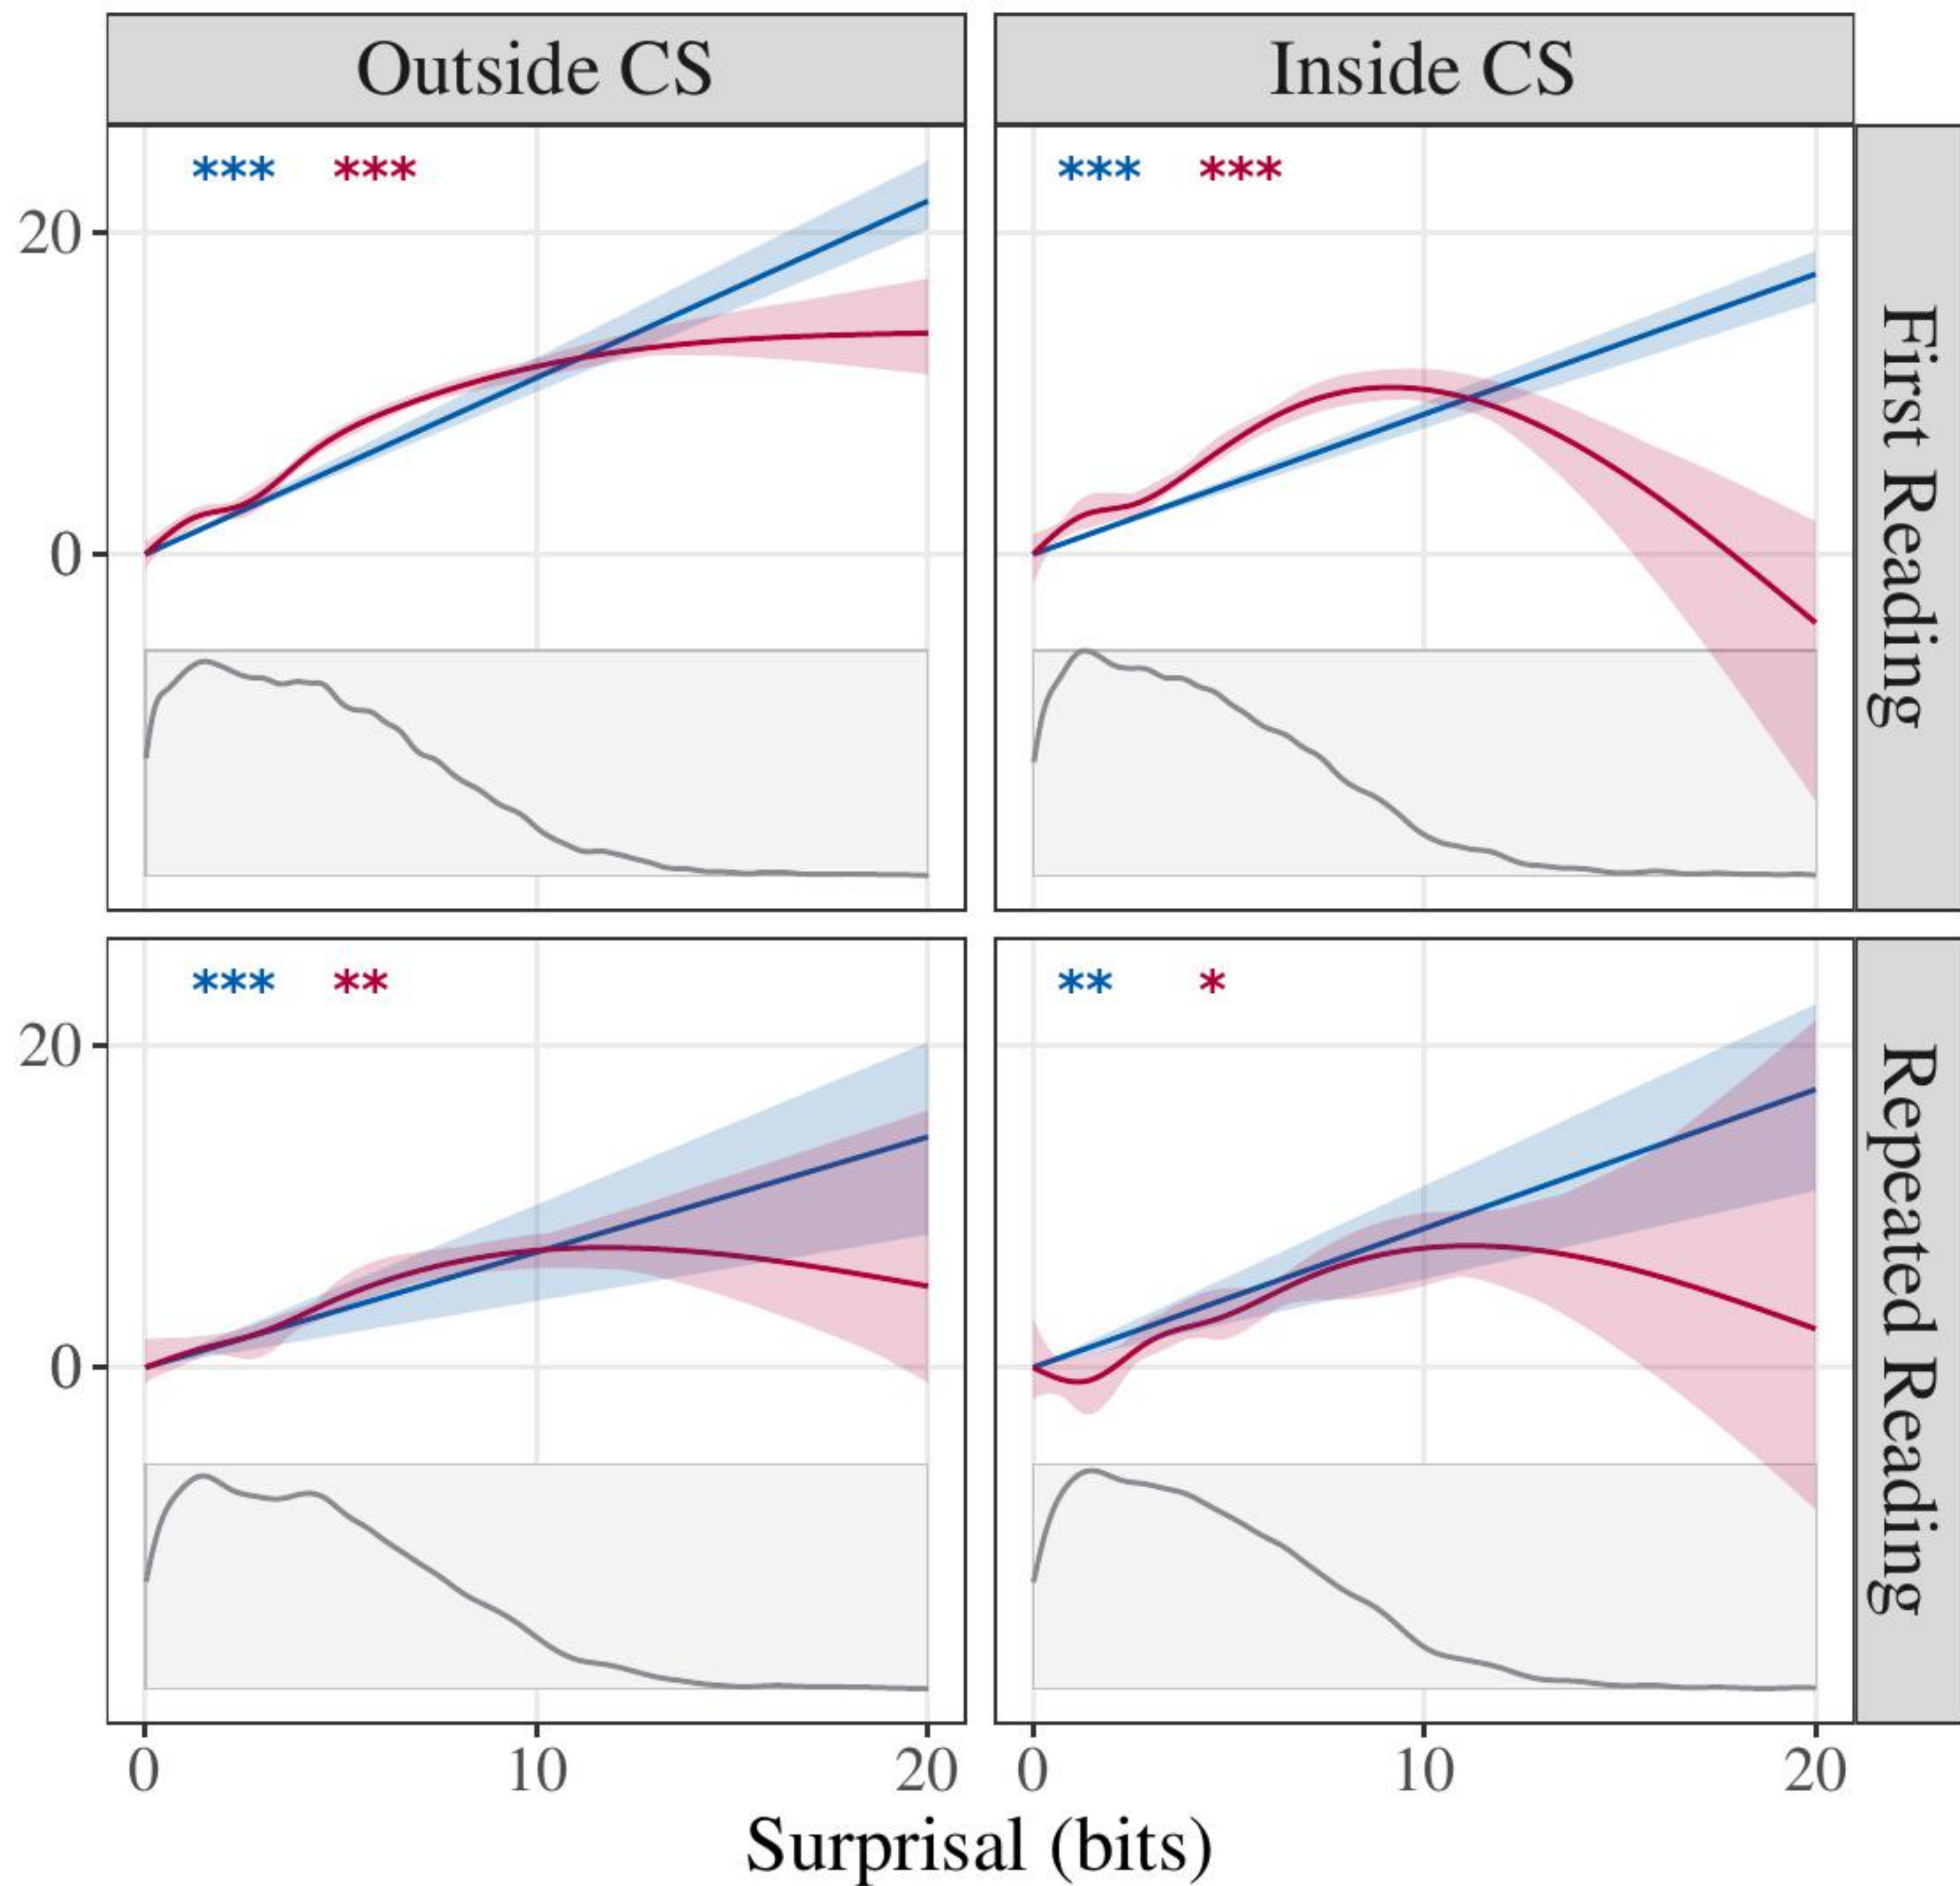 Outside CS
Inside CS
*** ***
*** ***
20
0
First Reading
*** **
** *
20
0
Repeated Reading
0 10 20
0 10 20
Surprisal (bits)